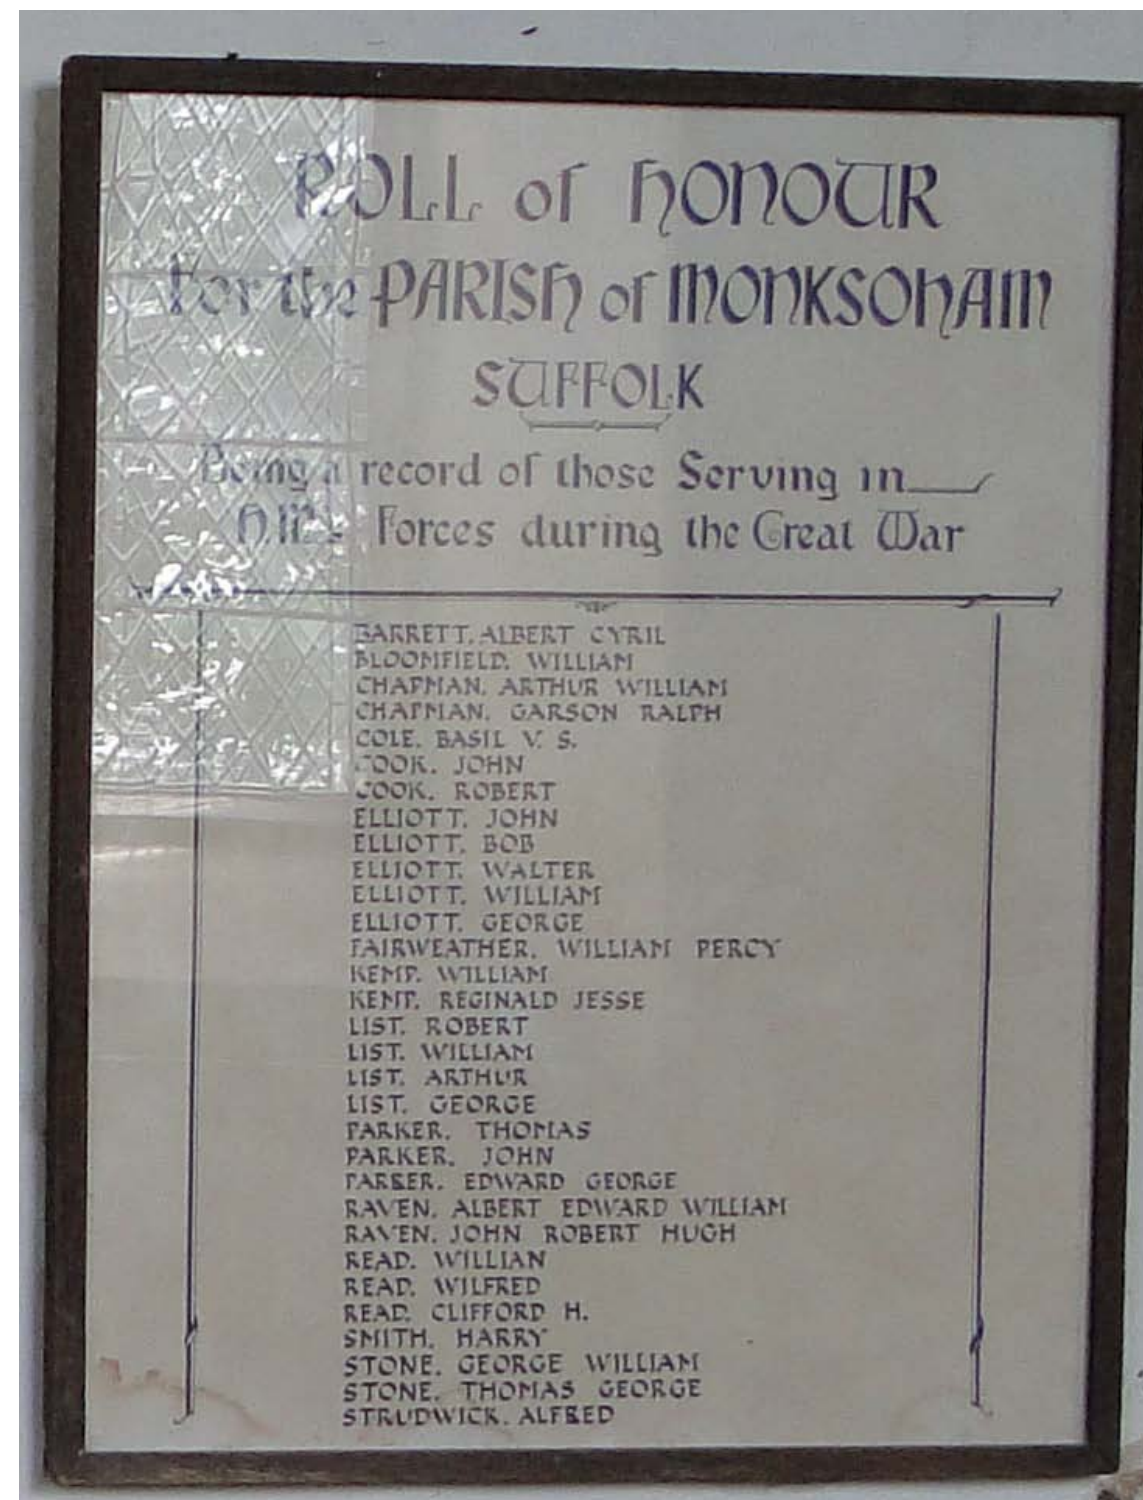 ROLL of HONOUR
For the PARISH of MONKSOHAM
SUFFOLK
Being a record of those Serving in
H.M's Forces during the Great War
BARRETT. ALBERT CYRIL
BLOOMFIELD. WILLIAM
CHAPMAN. ARTHUR WILLIAM
CHAPMAN. GARSON RALPH
COLE. BASIL V. S.
COOK. JOHN
COOK. ROBERT
ELLIOTT. JOHN
ELLIOTT. BOB
ELLIOTT. WALTER
ELLIOTT. WILLIAM
ELLIOTT. GEORGE
FAIRWEATHER. WILLIAM PERCY
KEMP. WILLIAM
KEMP. REGINALD JESSE
LIST. ROBERT
LIST. WILLIAM
LIST. ARTHUR
LIST. GEORGE
PARKER. THOMAS
PARKER. JOHN
PARKER. EDWARD GEORGE
RAVEN. ALBERT EDWARD WILLIAM
RAVEN. JOHN ROBERT HUGH
READ. WILLIAN
READ. WILFRED
READ. CLIFFORD H.
SMITH. HARRY
STONE. GEORGE WILLIAM
STONE. THOMAS GEORGE
STRUDWICK. ALFRED